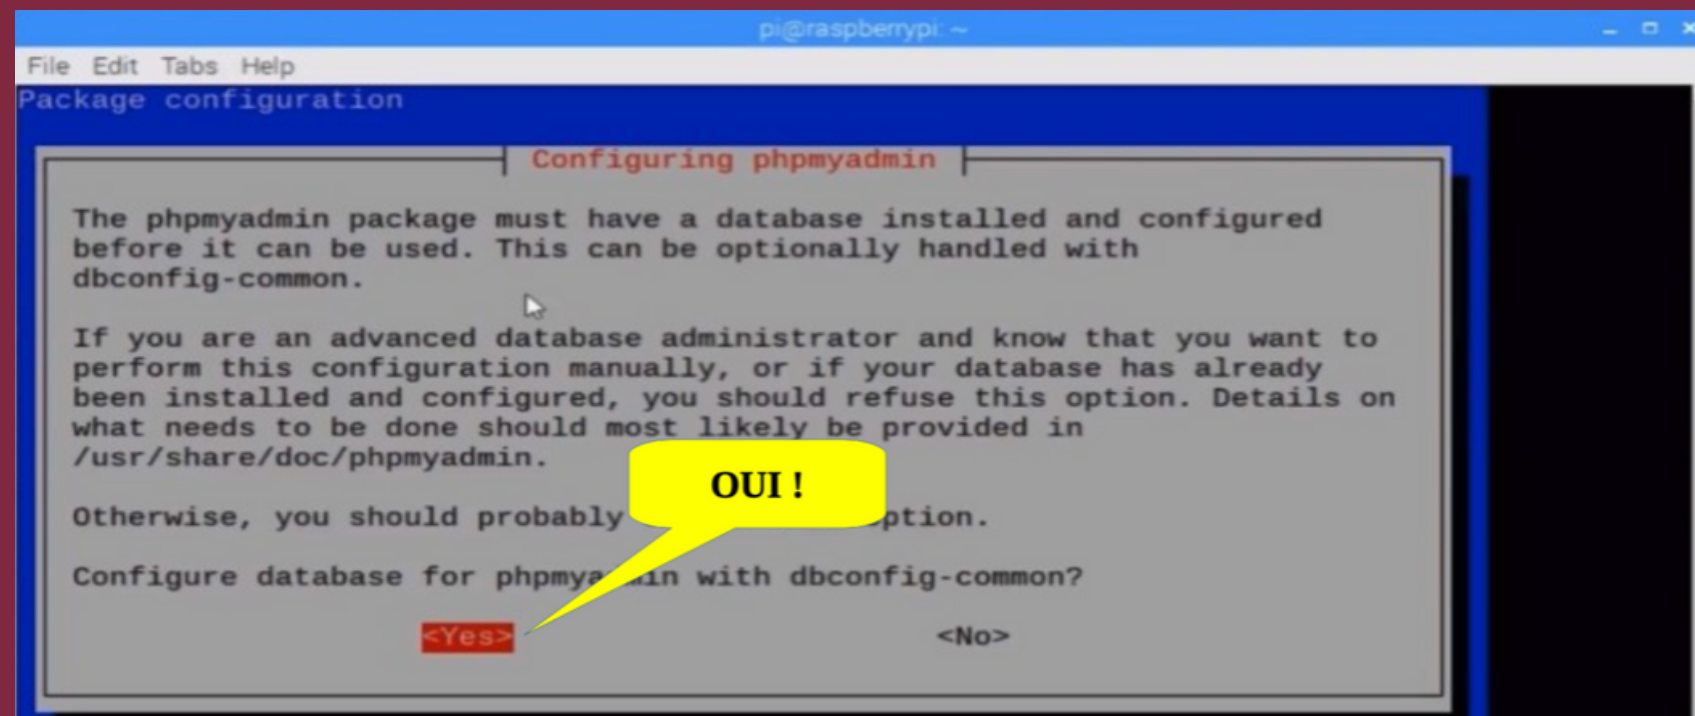 pi@raspberrypi: ~
File Edit Tabs Help
Package configuration
Configuring phpmyadmin
The phpmyadmin package must have a database installed and configured
before it can be used. This can be optionally handled with
dbconfig-common.
If you are an advanced database administrator and know that you want to
perform this configuration manually, or if your database has already
been installed and configured, you should refuse this option. Details on
what needs to be done should most likely be provided in
/usr/share/doc/phpmyadmin.
OUI !
Otherwise, you should probably
Configure database for phpmyadmin with dbconfig-common?
<Yes> <No>